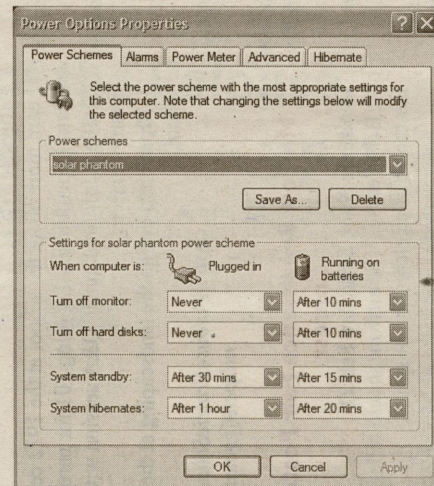 Power Options Properties
Power Schemes Alarms Power Meter Advanced Hibernate
Select the power scheme with the most appropriate settings for
this computer. Note that changing the settings below will modify
the selected scheme.
Power schemes
solar phantom
Save As... Delete
Settings for solar phantom power scheme
When computer is: Plugged in Running on
batteries
Turn off monitor: Never After 10 mins
Turn off hard disks: Never After 10 mins
System standby: After 30 mins After 15 mins
System hibernates: After 1 hour After 20 mins
OK Cancel Apply